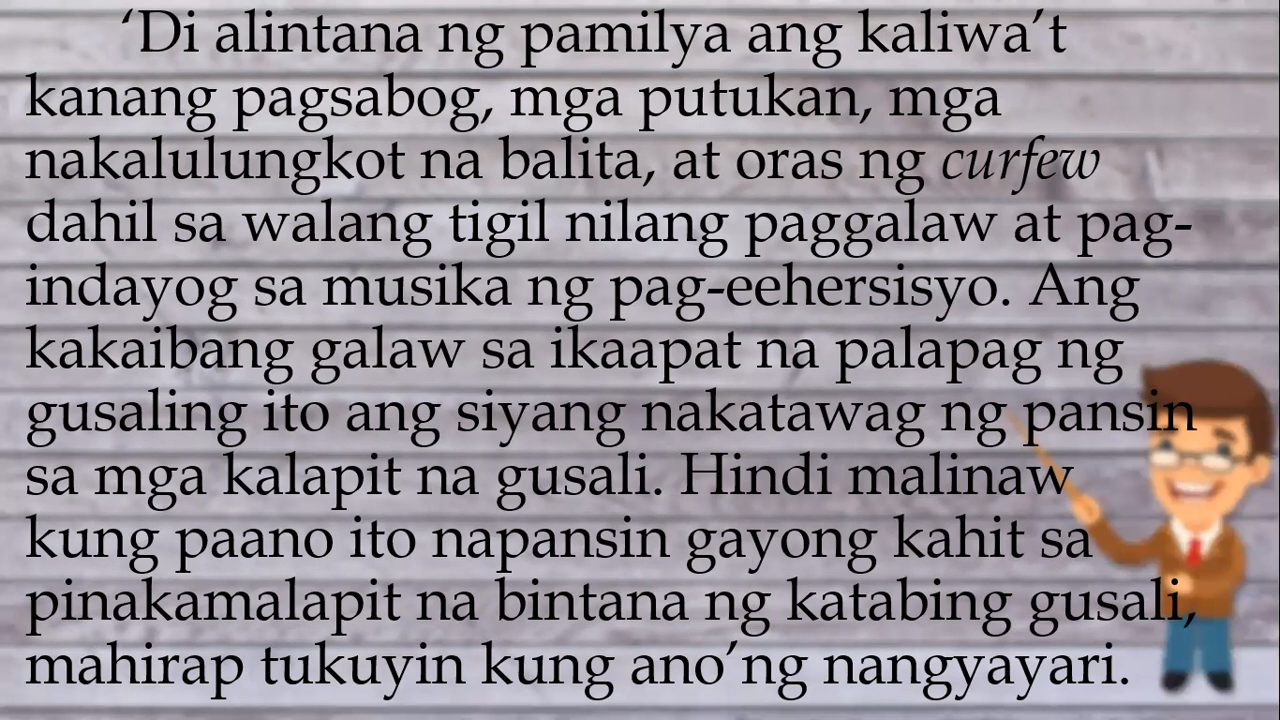 ‘Di alintana ng pamilya ang kaliwa’t
kanang pagsabog, mga putukan, mga
nakalulungkot na balita, at oras ng curfew
dahil sa walang tigil nilang paggalaw at pag-
indayog sa musika ng pag-eehersisyo. Ang
kakaibang galaw sa ikaapat na palapag ng
gusaling ito ang siyang nakatawag ng pansin
sa mga kalapit na gusali. Hindi malinaw
kung paano ito napansin gayong kahit sa
pinakamalapit na bintana ng katabing gusali,
mahirap tukuyin kung ano’ng nangyayari.